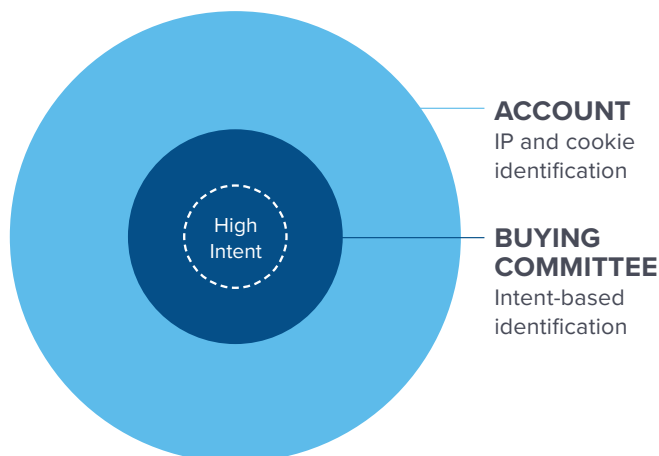 ACCOUNT
IP and cookie
identification
High
Intent
BUYING
COMMITTEE
Intent-based
identification